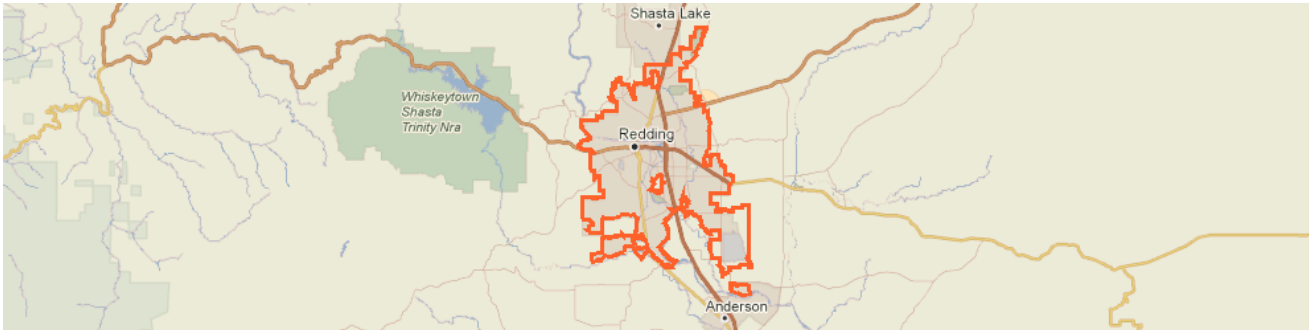 Shasta Lake
Whiskeytown
Shasta
Trinity Nra
Redding
Anderson